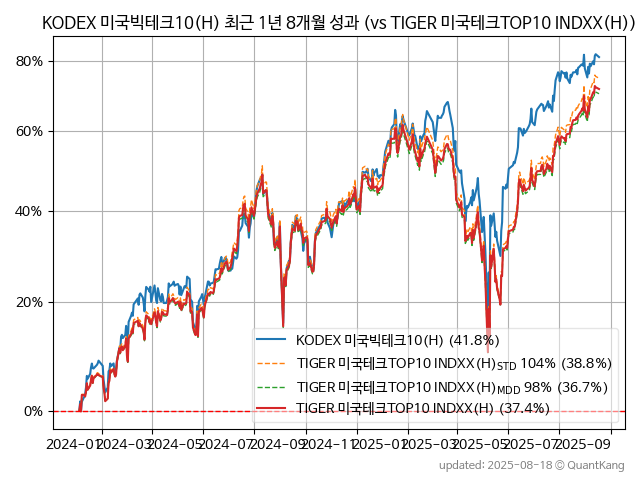 KODEX 미국빅테크10(H) 최근 1년 8개월 성과 (vs TIGER 미국테크TOP10 INDXX(H))
80%
60%
40%
20%
0%
KODEX 미국빅테크10(H) (41.8%)
TIGER 미국테크TOP10 INDXX(H)STD 104% (38.8%)
TIGER 미국테크TOP10 INDXX(H)MDD 98% (36.7%)
TIGER 미국테크TOP10 INDXX(H) (37.4%)
2024-01 2024-03 2024-05 2024-07 2024-09 2024-11 2025-01 2025-03 2025-05 2025-07 2025-09
updated: 2025-08-18 © QuantKang